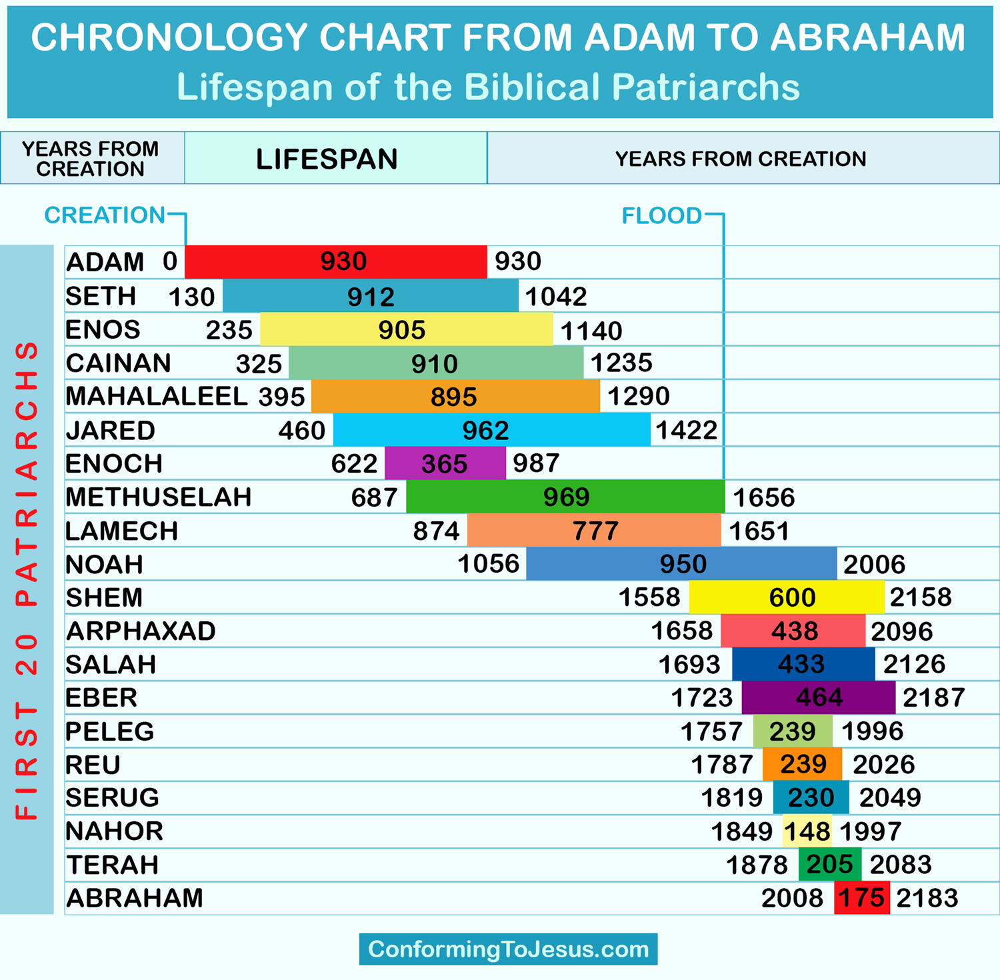 CHRONOLOGY CHART FROM ADAM TO ABRAHAM
Lifespan of the Biblical Patriarchs
YEARS FROM
CREATION
LIFESPAN
YEARS FROM CREATION
CREATION
FLOOD
FIRST 20 PATRIARCHS
ADAM 0 930 930
SETH 130 912 1042
ENOS 235 905 1140
CAINAN 325 910 1235
MAHALALEEL 395 895 1290
JARED 460 962 1422
ENOCH 622 365 987
METHUSELAH 687 969 1656
LAMECH 874 777 1651
NOAH 1056 950 2006
SHEM 1558 600 2158
ARPHAXAD 1658 438 2096
SALAH 1693 433 2126
EBER 1723 464 2187
PELEG 1757 239 1996
REU 1787 239 2026
SERUG 1819 230 2049
NAHOR 1849 148 1997
TERAH 1878 205 2083
ABRAHAM 2008 175 2183
ConformingToJesus.com